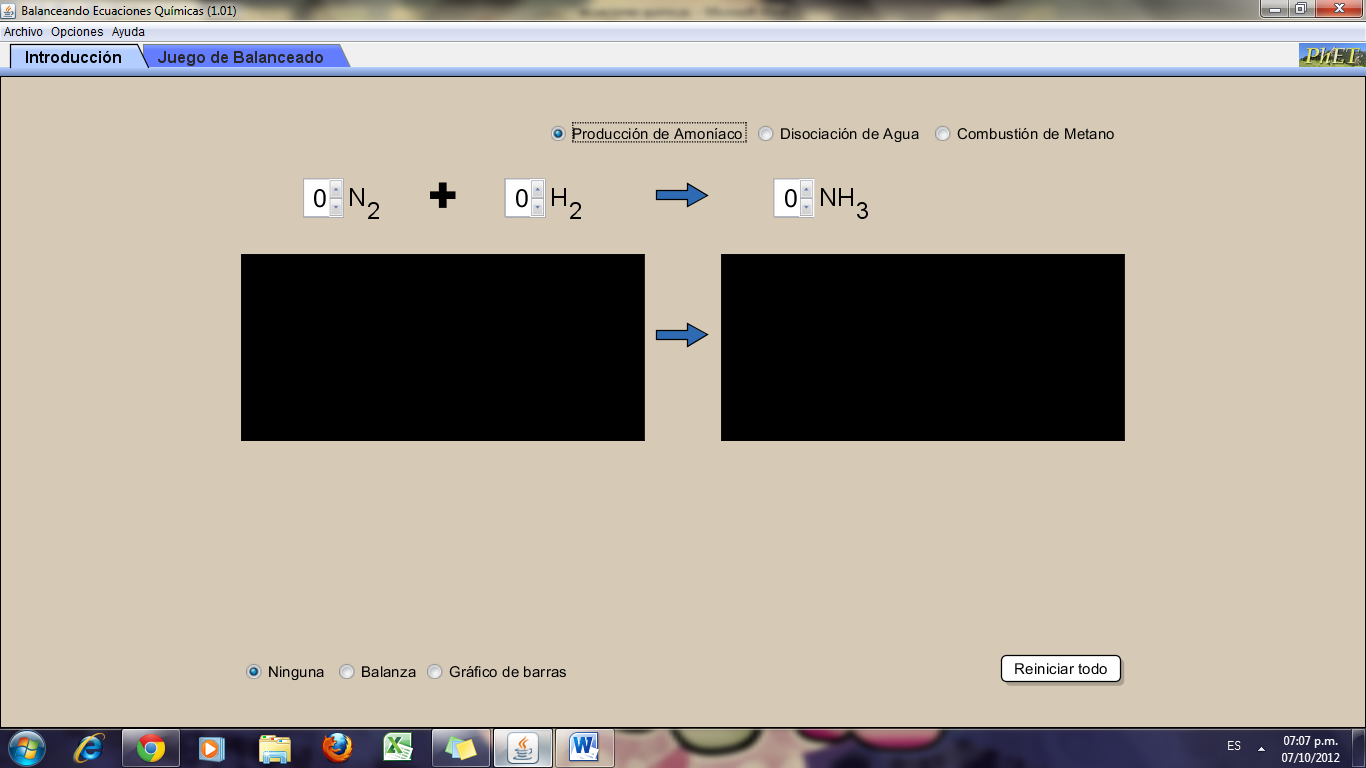 Balanceando Ecuaciones Químicas (1.01)
Archivo Opciones Ayuda
Introducción Juego de Balanceado PhET
Producción de Amoníaco Disociación de Agua Combustión de Metano
0 N2 + 0 H2 0 NH3
Ninguna Balanza Gráfico de barras Reiniciar todo
ES 07:07 p.m.
07/10/2012